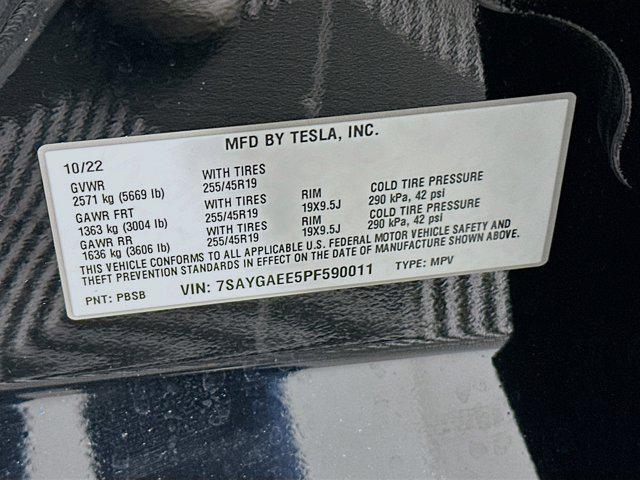 MFD BY TESLA, INC.
10/22
GVWR WITH TIRES
2571 kg (5669 lb) 255/45R19 RIM COLD TIRE PRESSURE
GAWR FRT WITH TIRES 19X9.5J 290 kPa, 42 psi
1363 kg (3004 lb) 255/45R19 RIM COLD TIRE PRESSURE
GAWR RR WITH TIRES 19X9.5J 290 kPa, 42 psi
1636 kg (3606 lb) 255/45R19
THIS VEHICLE CONFORMS TO ALL APPLICABLE U.S. FEDERAL MOTOR VEHICLE SAFETY AND
THEFT PREVENTION STANDARDS IN EFFECT ON THE DATE OF MANUFACTURE SHOWN ABOVE.
PNT: PBSB VIN: 7SAYGAEE5PF590011 TYPE: MPV